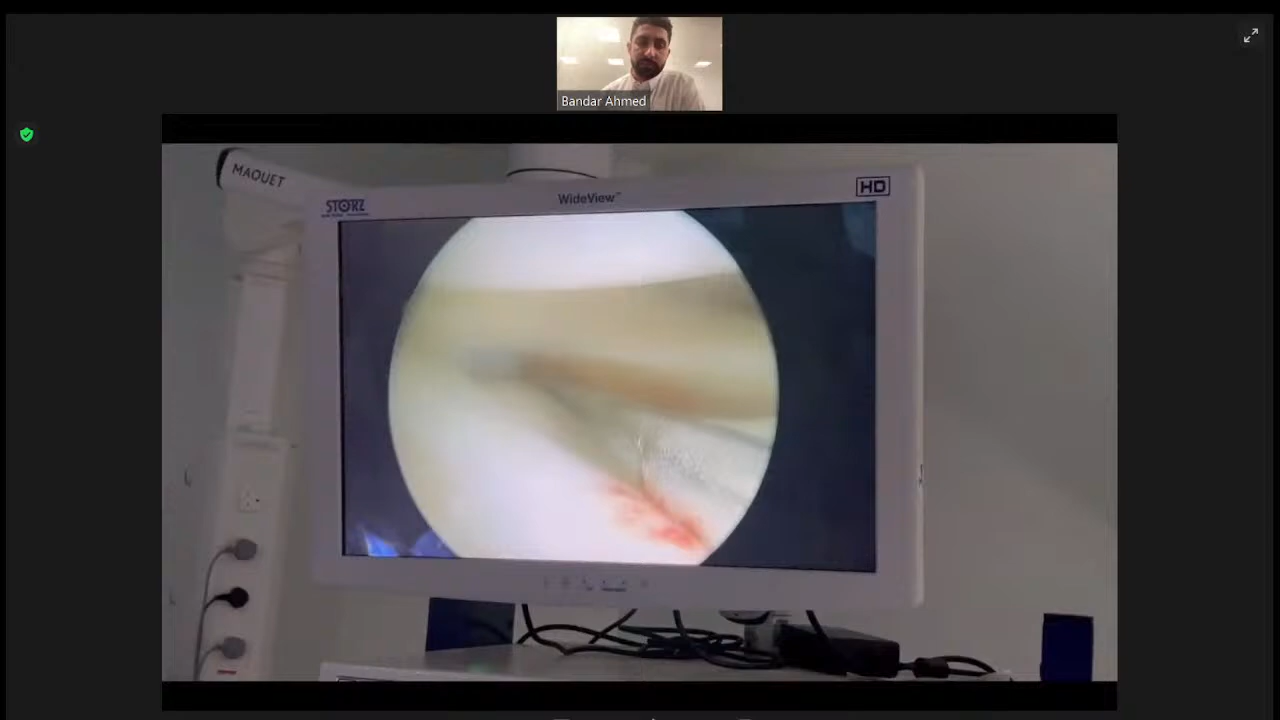 Bandar Ahmed
MAQUET
STORZ
WideView™
HD